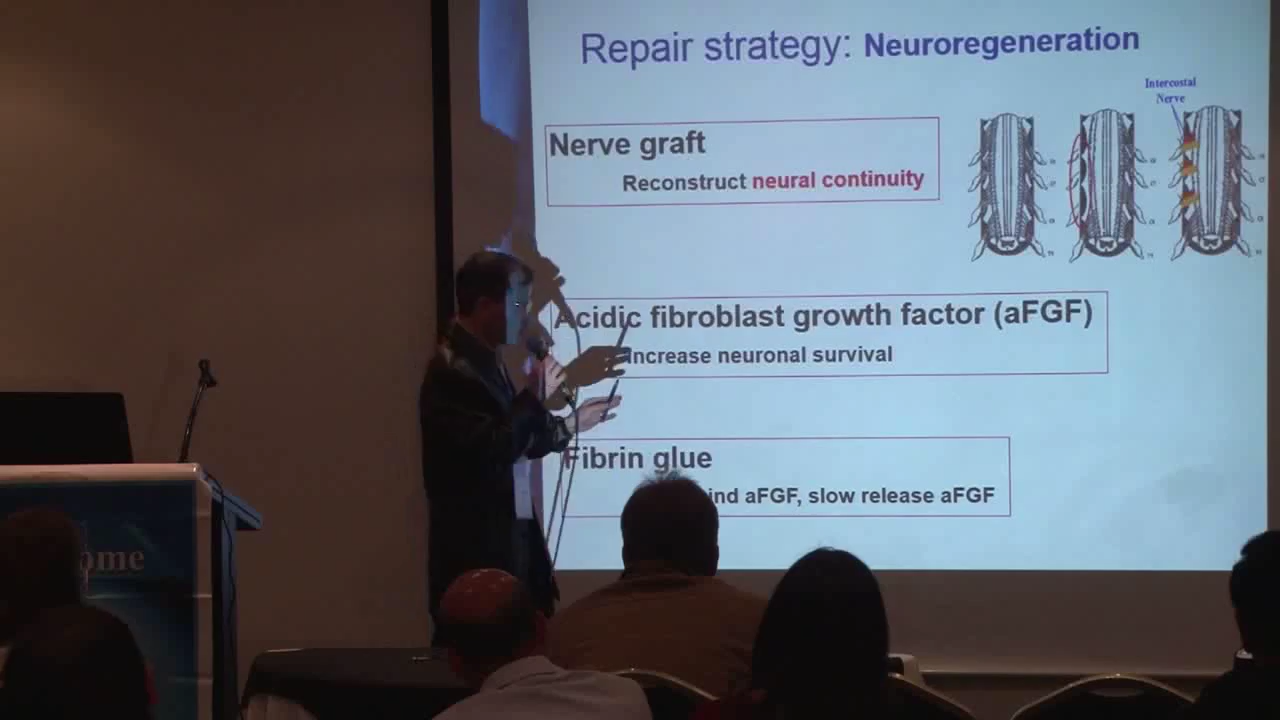 Repair strategy: Neuroregeneration
Intercostal
Nerve
Nerve graft
Reconstruct neural continuity
Acidic fibroblast growth factor (aFGF)
Increase neuronal survival
Fibrin glue
ind aFGF, slow release aFGF
ome